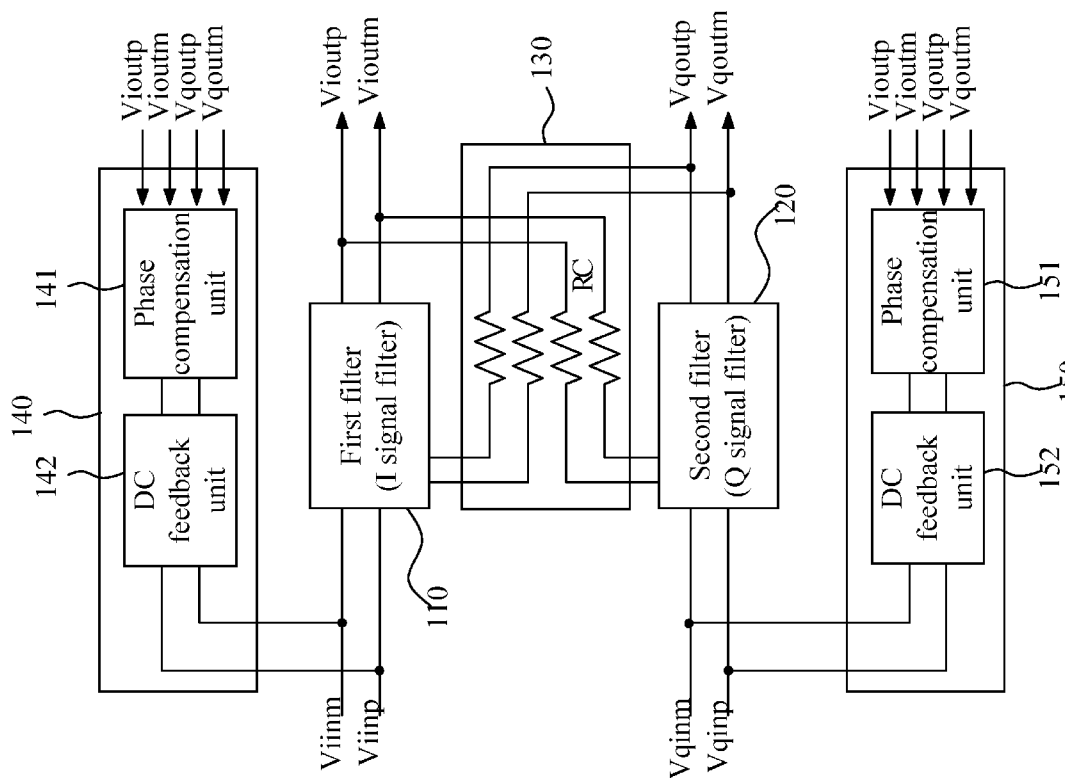 Vioutp
Vioutm
Vqoutp
Vqoutm
140
141
Phase
compensation
unit
142
DC
feedback
unit
Viinm
Viinp
First filter
(I signal filter)
110
Vioutp
Vioutm
130
RC
Vqinm
Vqinp
Second filter
(Q signal filter)
120
Vqoutp
Vqoutm
Vioutp
Vioutm
Vqoutp
Vqoutm
Phase
compensation
unit
151
DC
feedback
unit
152